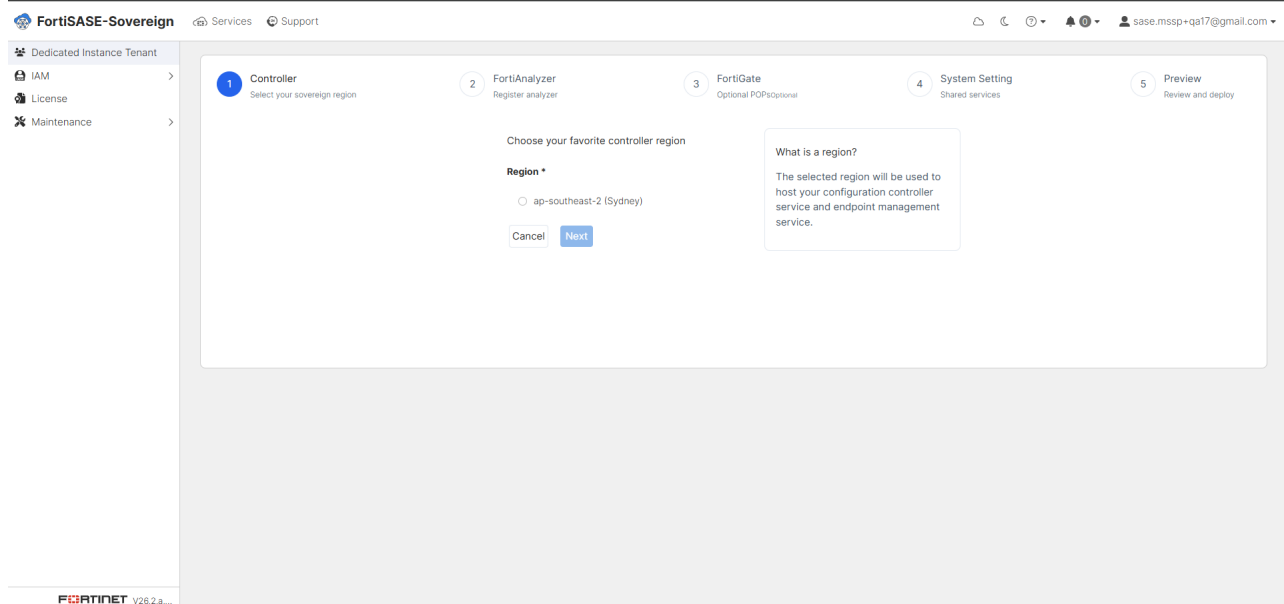 FortiSASE-Sovereign Services Support 0 sase.mssp+qa17@gmail.com
Dedicated Instance Tenant
IAM
License
Maintenance
1 Controller
Select your sovereign region
2 FortiAnalyzer
Register analyzer
3 FortiGate
Optional POPsOptional
4 System Setting
Shared services
5 Preview
Review and deploy
Choose your favorite controller region
Region *
ap-southeast-2 (Sydney)
Cancel Next
What is a region?
The selected region will be used to
host your configuration controller
service and endpoint management
service.
FORTINET V26.2.a....